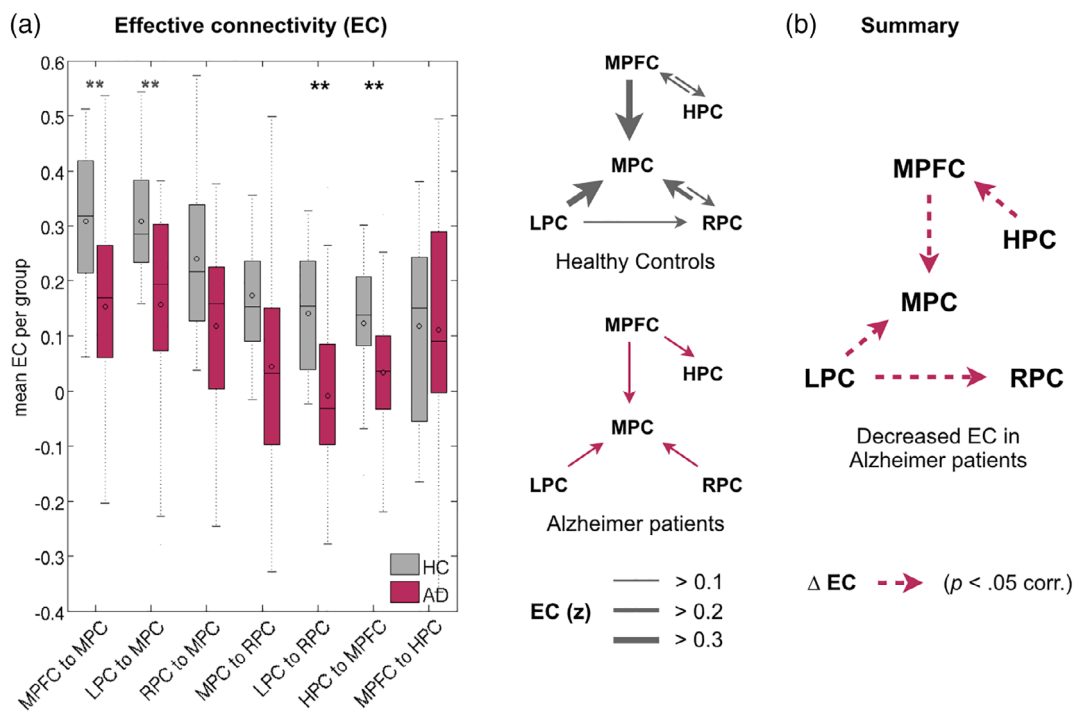 (a) Effective connectivity (EC)
mean EC per group
0.6
0.5
0.4
0.3
0.2
0.1
0
-0.1
-0.2
-0.3
-0.4
** ** ** **
HC
AD
MPFC to MPC
LPC to MPC
RPC to MPC
MPC to RPC
LPC to RPC
HPC to MPFC
MPFC to HPC
MPFC
HPC
MPC
LPC RPC
Healthy Controls
MPFC
HPC
MPC
LPC RPC
Alzheimer patients
EC (z)
> 0.1
> 0.2
> 0.3
(b) Summary
MPFC
HPC
MPC
LPC RPC
Decreased EC in
Alzheimer patients
Δ EC (p < .05 corr.)